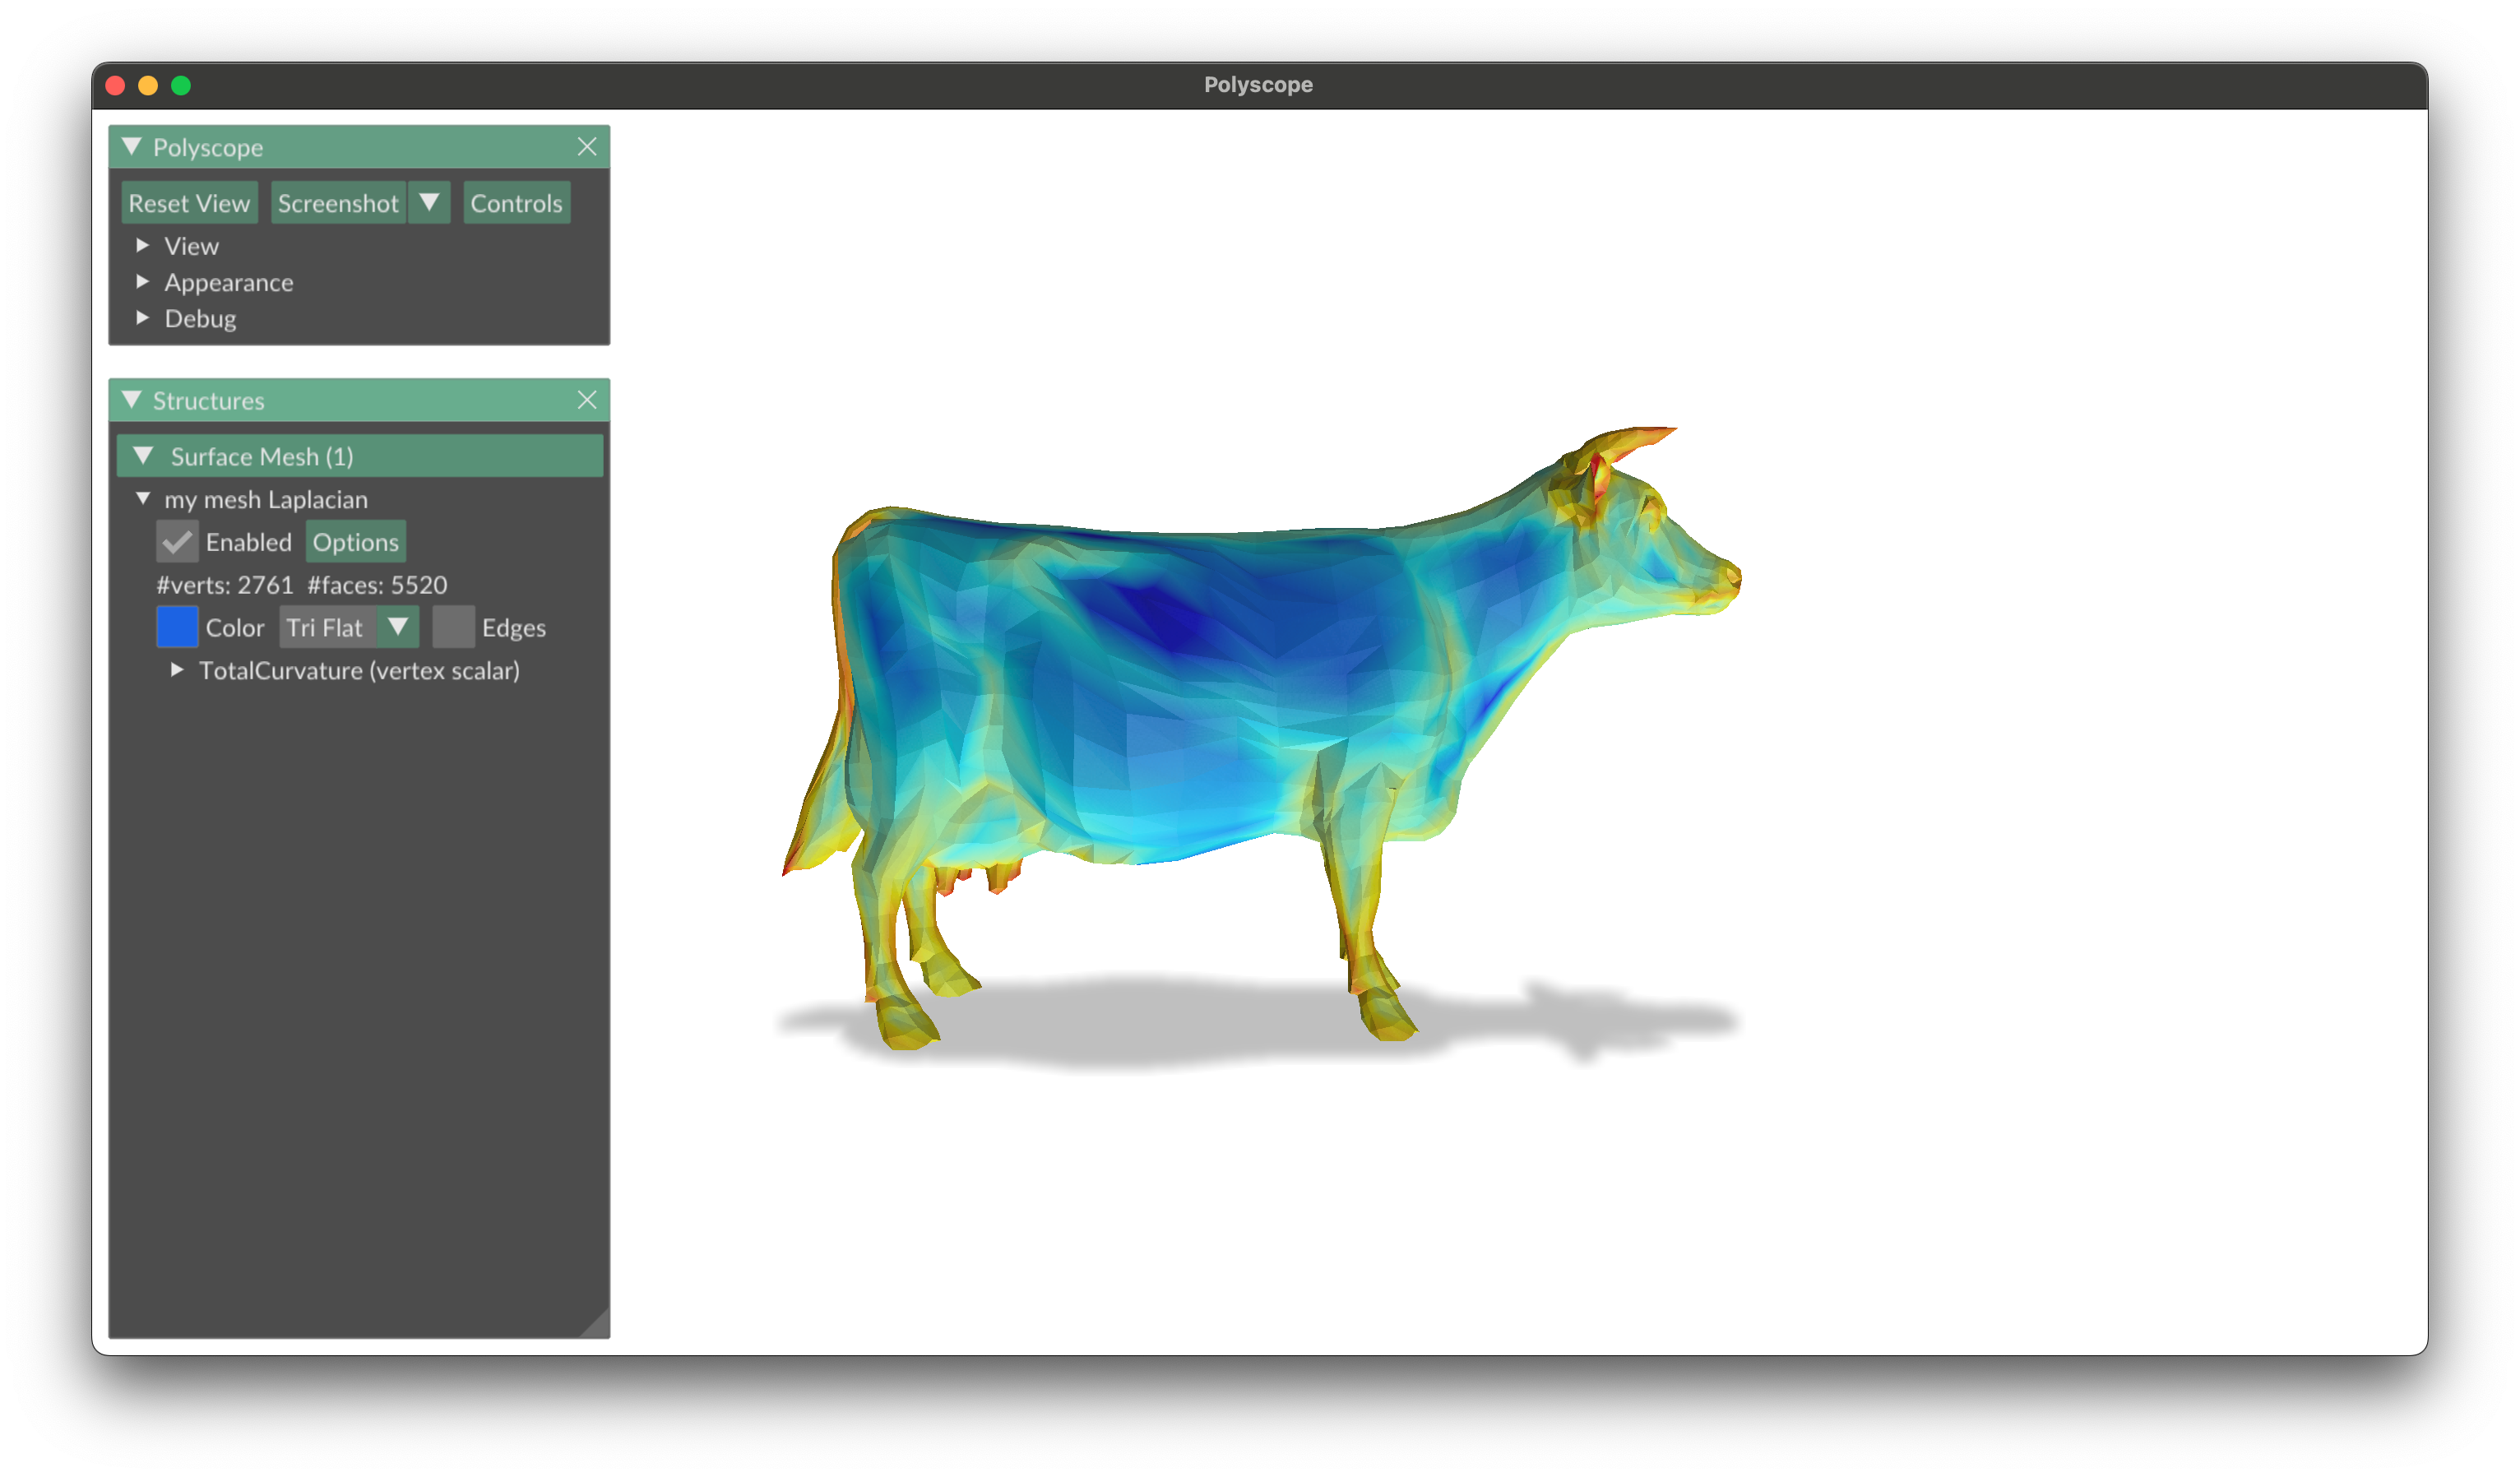 Polyscope
Polyscope
Reset View Screenshot Controls
View
Appearance
Debug
Structures
Surface Mesh (1)
my mesh Laplacian
Enabled Options
#verts: 2761 #faces: 5520
Color Tri Flat Edges
TotalCurvature (vertex scalar)